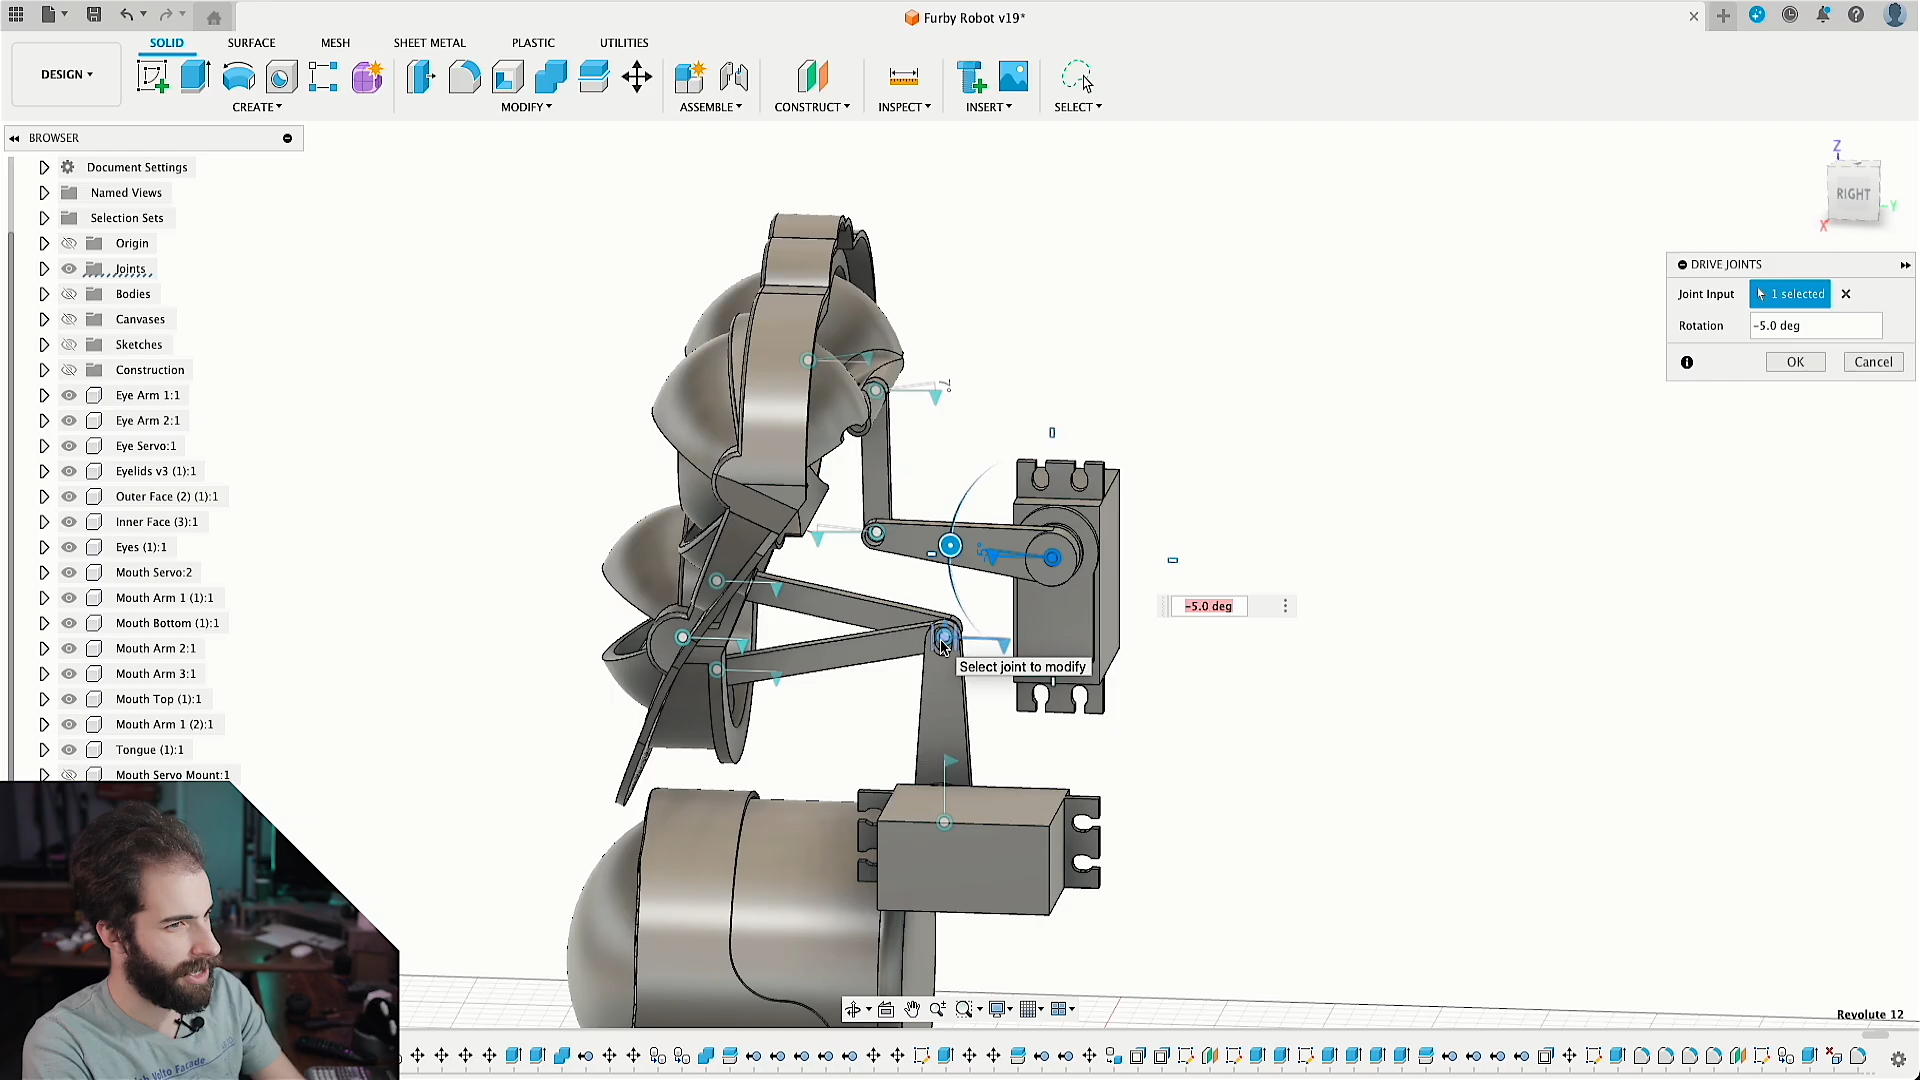 Furby Robot v19*
SOLID
SURFACE
MESH
SHEET METAL
PLASTIC
UTILITIES
DESIGN
CREATE
MODIFY
ASSEMBLE
CONSTRUCT
INSPECT
INSERT
SELECT
BROWSER
Document Settings
Named Views
Selection Sets
Origin
Joints
Bodies
Canvases
Sketches
Construction
Eye Arm 1:1
Eye Arm 2:1
Eye Servo:1
Eyelids v3 (1):1
Outer Face (2) (1):1
Inner Face (3):1
Eyes (1):1
Mouth Servo:2
Mouth Arm 1 (1):1
Mouth Bottom (1):1
Mouth Arm 2:1
Mouth Arm 3:1
Mouth Top (1):1
Mouth Arm 1 (2):1
Tongue (1):1
Mouth Servo Mount:1
Z
RIGHT
Y
X
DRIVE JOINTS
Joint Input
1 selected
Rotation
-5.0 deg
OK
Cancel
7°
-5°
-5.0 deg
Select joint to modify
Volto Facade
Revolute 12